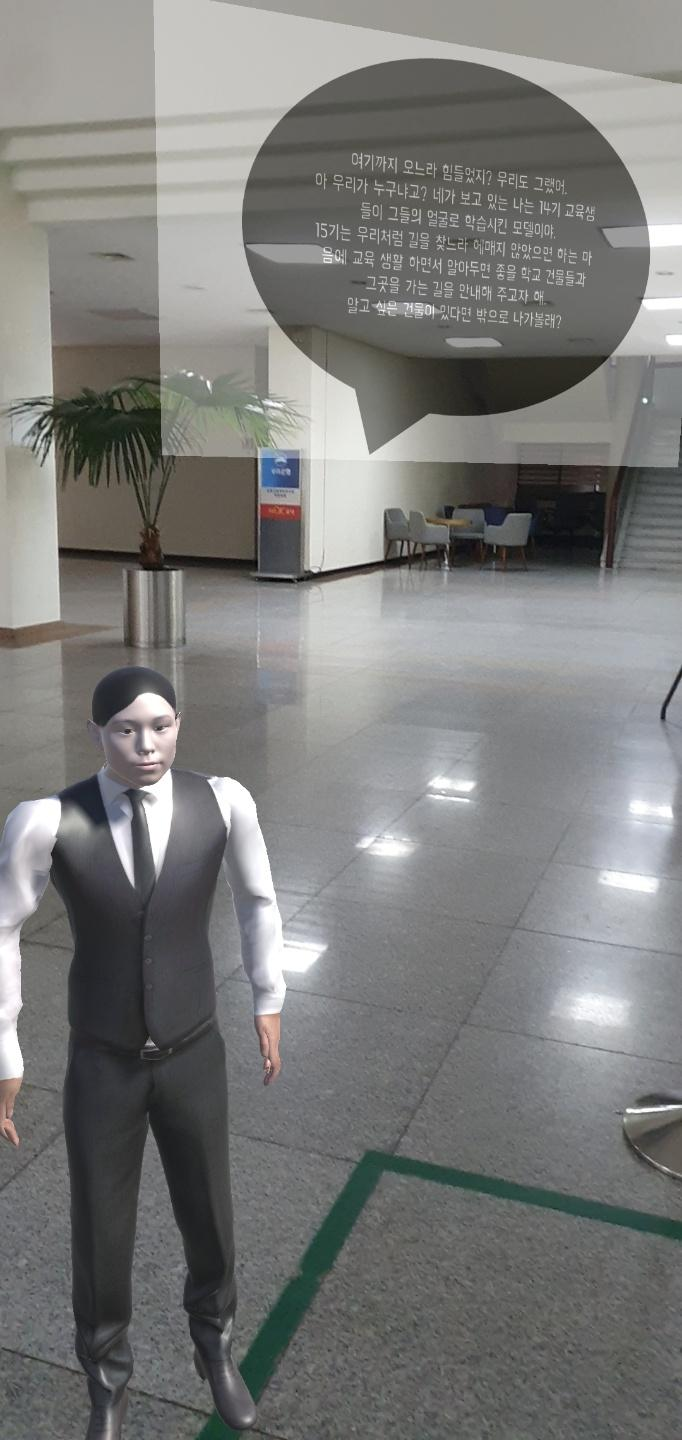 여기까지 오느라 힘들었지? 우리도 그랬어.
아 우리가 누구냐고? 네가 보고 있는 나는 14기 교육생
들이 그들의 얼굴로 학습시킨 모델이야.
15기는 우리처럼 길을 찾느라 헤매지 않았으면 하는 마
음에 교육 생활 하면서 알아두면 좋을 학교 건물들과
그곳을 가는 길을 안내해 주고자 해.
알고 싶은 건물이 있다면 밖으로 나가볼래?